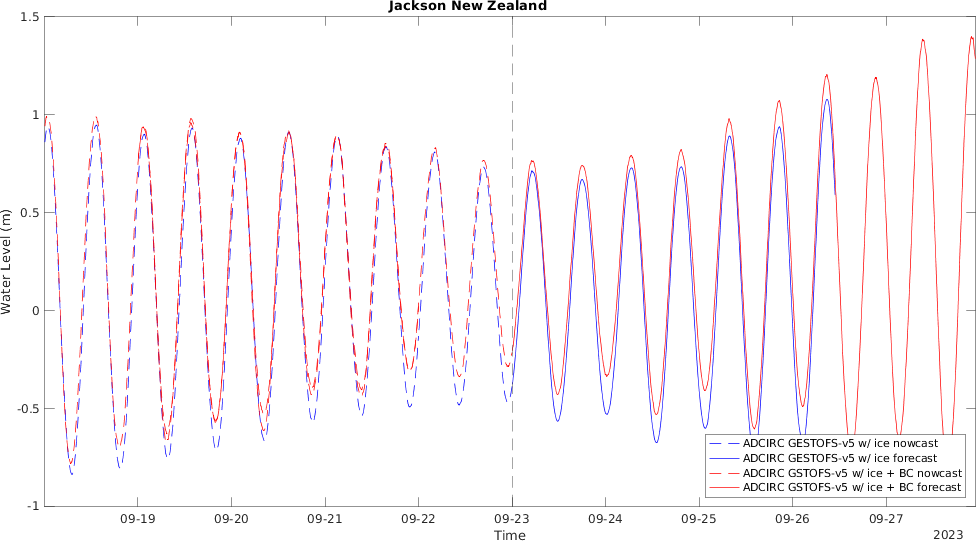 Jackson New Zealand
Water Level (m)
1.5
1
0.5
0
-0.5
-1
ADCIRC GESTOFS-v5 w/ ice nowcast
ADCIRC GESTOFS-v5 w/ ice forecast
ADCIRC GSTOFS-v5 w/ ice + BC nowcast
ADCIRC GSTOFS-v5 w/ ice + BC forecast
09-19 09-20 09-21 09-22 09-23 09-24 09-25 09-26 09-27
Time
2023